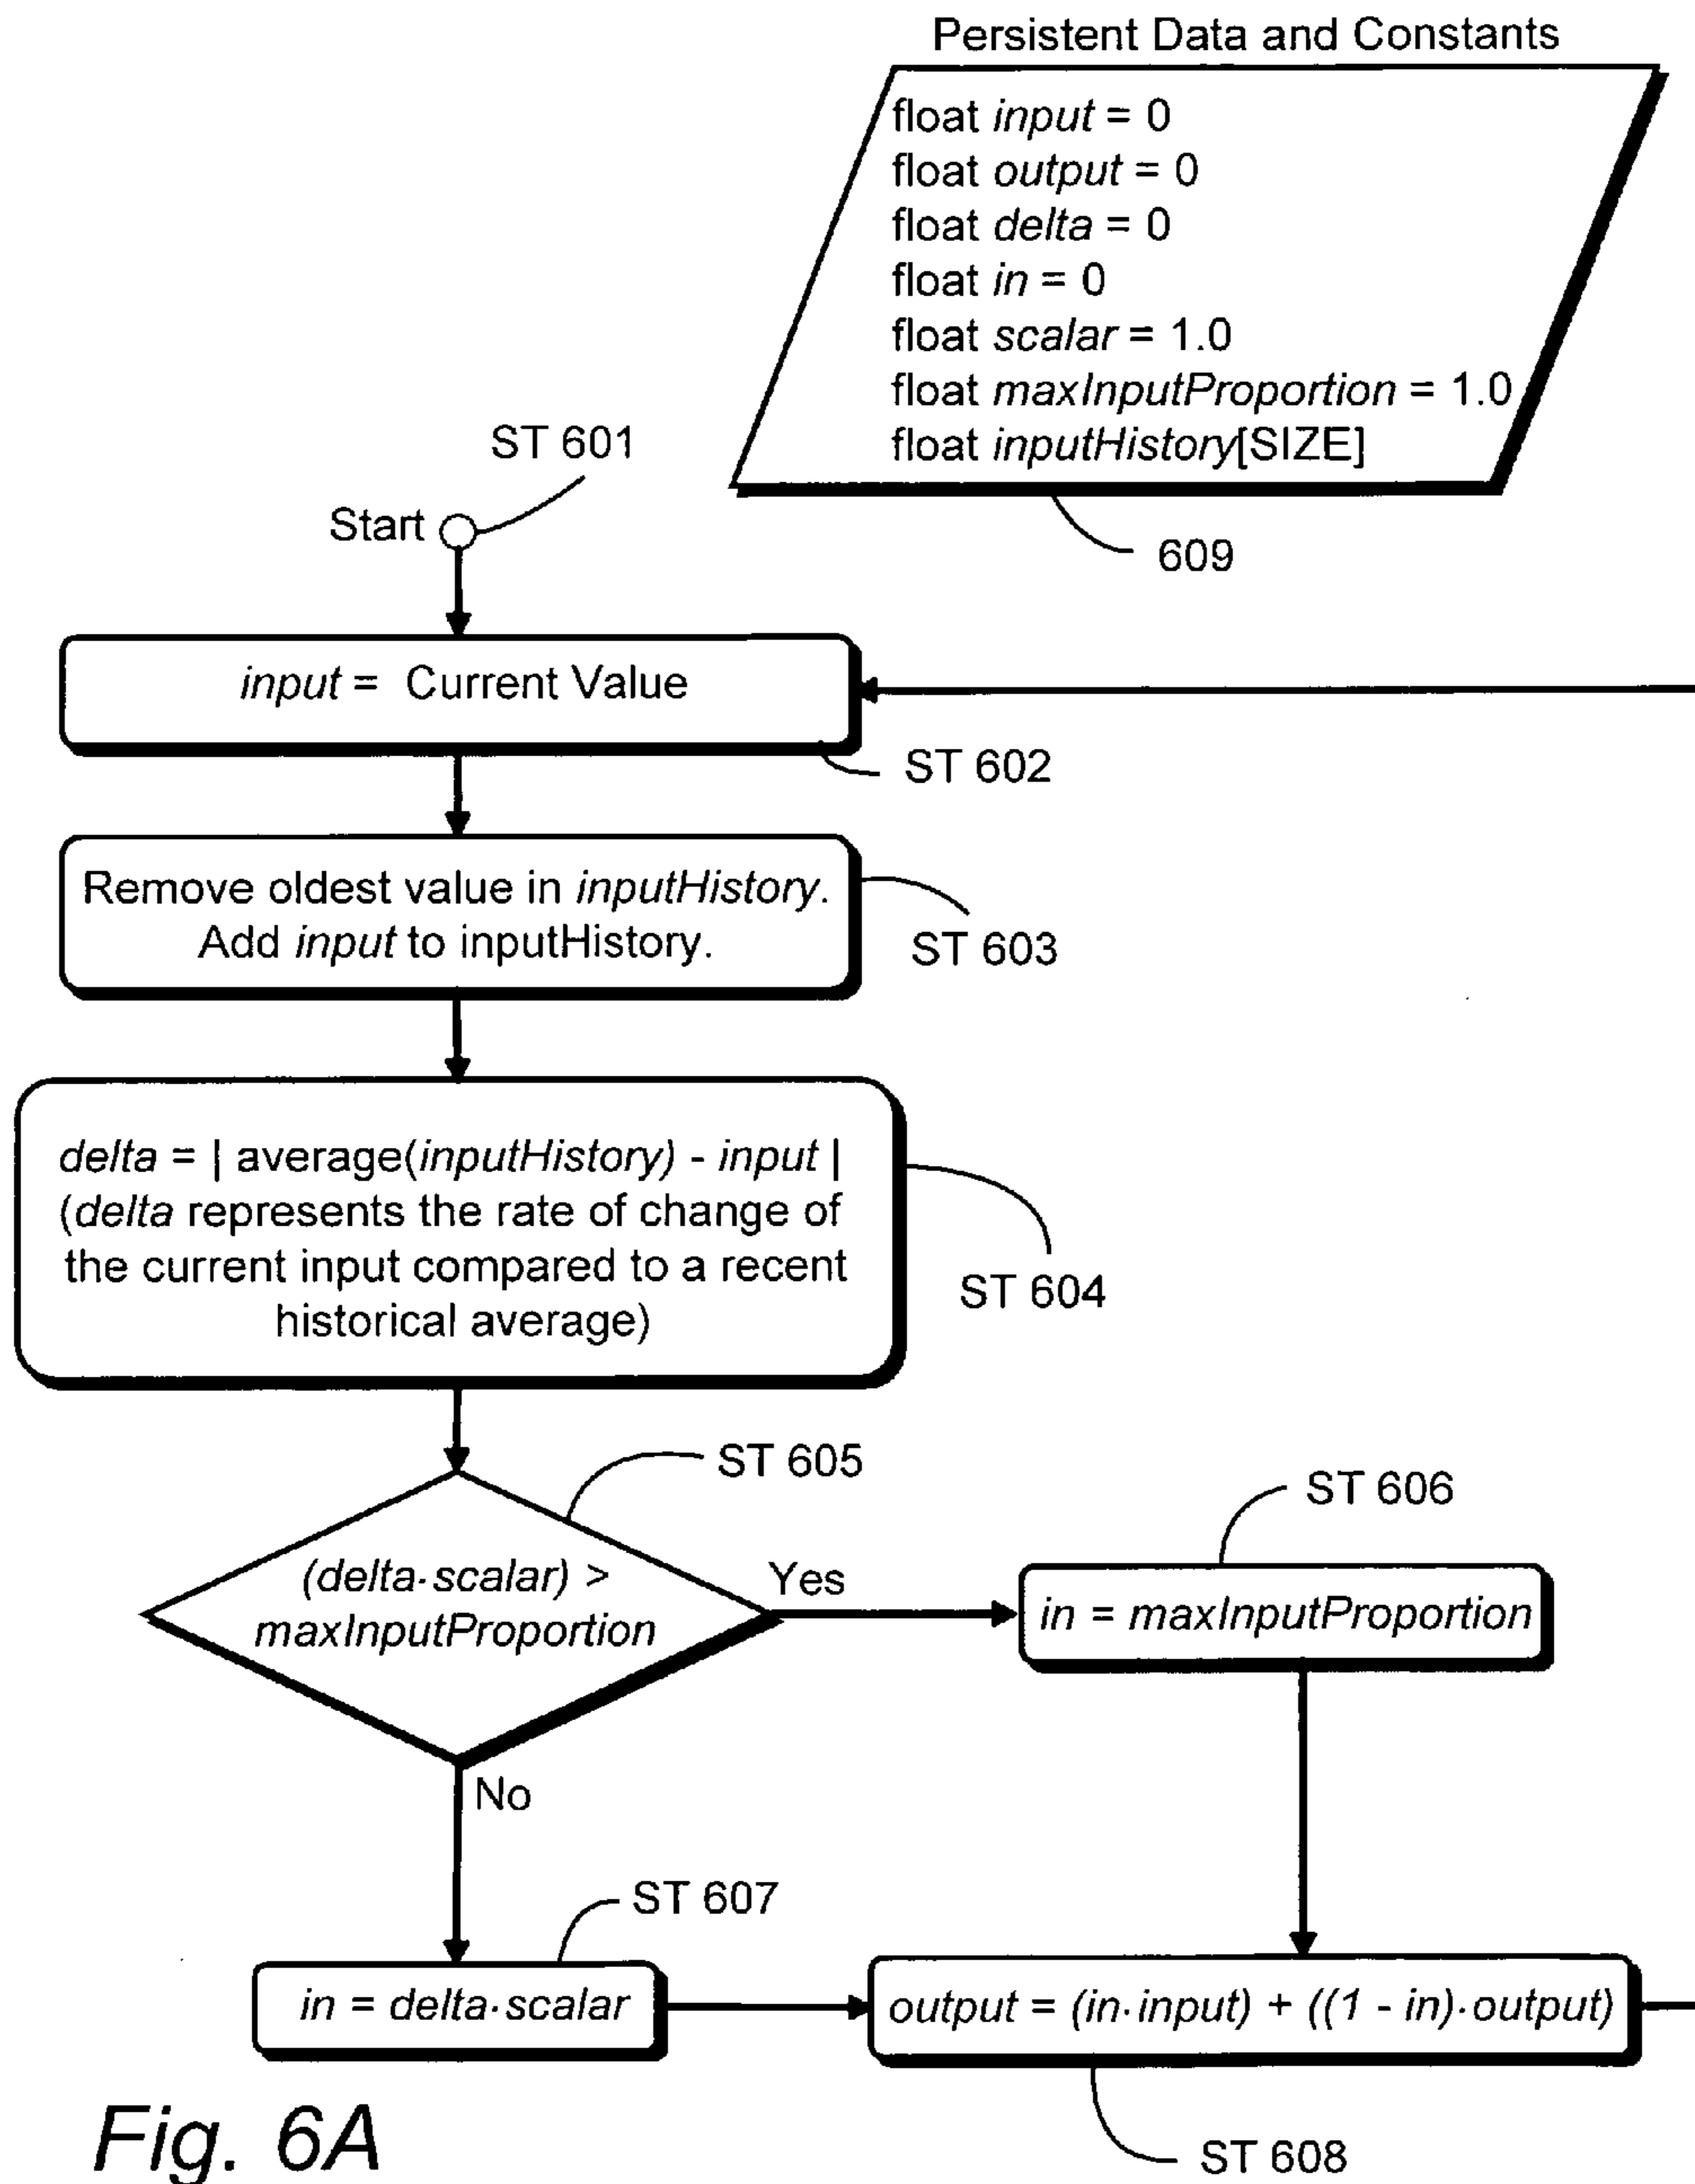 Persistent Data and Constants
float input = 0
float output = 0
float delta = 0
float in = 0
float scalar = 1.0
float maxInputProportion = 1.0
float inputHistory[SIZE]
609
ST 601
Start
input = Current Value
ST 602
Remove oldest value in inputHistory.
Add input to inputHistory.
ST 603
delta = | average(inputHistory) - input |
(delta represents the rate of change of
the current input compared to a recent
historical average)
ST 604
ST 605
(delta·scalar) >
maxInputProportion
Yes
No
ST 606
in = maxInputProportion
ST 607
in = delta·scalar
output = (in·input) + ((1 - in)·output)
ST 608
Fig. 6A